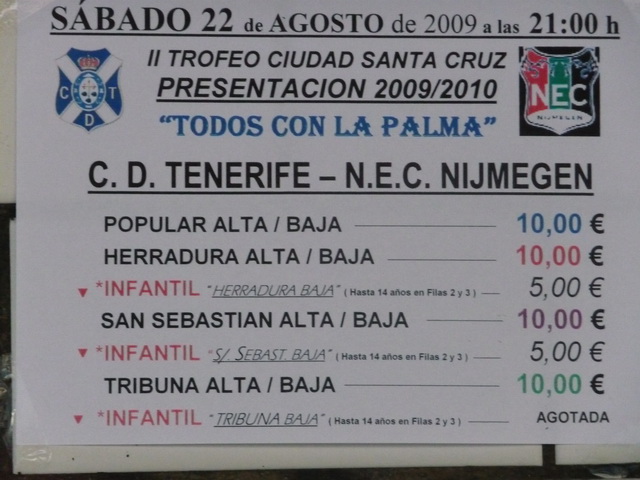 SÁBADO 22 de AGOSTO de 2009 a las 21:00 h
II TROFEO CIUDAD SANTA CRUZ
PRESENTACION 2009/2010
"TODOS CON LA PALMA"
C T D
NEC
NIJMEGEN
C. D. TENERIFE – N.E.C. NIJMEGEN
POPULAR ALTA / BAJA 10,00 €
HERRADURA ALTA / BAJA 10,00 €
*INFANTIL "HERRADURA BAJA" ( Hasta 14 años en Filas 2 y 3 ) 5,00 €
SAN SEBASTIAN ALTA / BAJA 10,00 €
*INFANTIL "S/. SEBAST. BAJA" ( Hasta 14 años en Filas 2 y 3 ) 5,00 €
TRIBUNA ALTA / BAJA 10,00 €
*INFANTIL "TRIBUNA BAJA" ( Hasta 14 años en Filas 2 y 3 ) AGOTADA